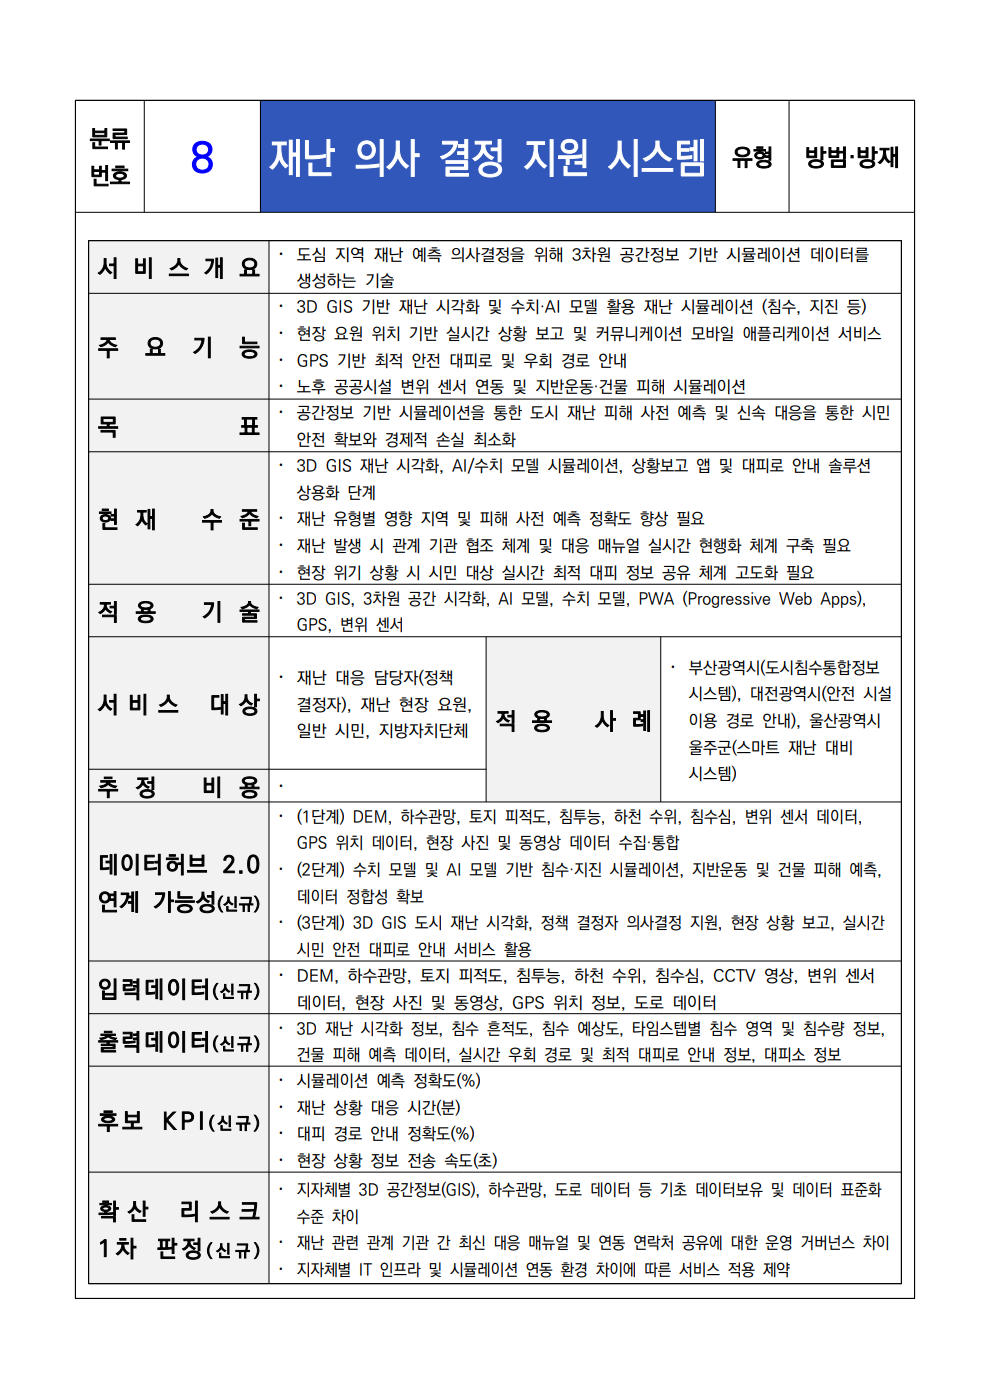 분류
번호
8
재난 의사 결정 지원 시스템
유형
방범·방재
서비스개요
· 도심 지역 재난 예측 의사결정을 위해 3차원 공간정보 기반 시뮬레이션 데이터를
생성하는 기술
주요기능
· 3D GIS 기반 재난 시각화 및 수치·AI 모델 활용 재난 시뮬레이션 (침수, 지진 등)
· 현장 요원 위치 기반 실시간 상황 보고 및 커뮤니케이션 모바일 애플리케이션 서비스
· GPS 기반 최적 안전 대피로 및 우회 경로 안내
· 노후 공공시설 변위 센서 연동 및 지반운동·건물 피해 시뮬레이션
목표
· 공간정보 기반 시뮬레이션을 통한 도시 재난 피해 사전 예측 및 신속 대응을 통한 시민
안전 확보와 경제적 손실 최소화
현재 수준
· 3D GIS 재난 시각화, AI/수치 모델 시뮬레이션, 상황보고 앱 및 대피로 안내 솔루션
상용화 단계
· 재난 유형별 영향 지역 및 피해 사전 예측 정확도 향상 필요
· 재난 발생 시 관계 기관 협조 체계 및 대응 매뉴얼 실시간 현행화 체계 구축 필요
· 현장 위기 상황 시 시민 대상 실시간 최적 대피 정보 공유 체계 고도화 필요
적용 기술
· 3D GIS, 3차원 공간 시각화, AI 모델, 수치 모델, PWA (Progressive Web Apps),
GPS, 변위 센서
서비스 대상
· 재난 대응 담당자(정책
결정자), 재난 현장 요원,
일반 시민, 지방자치단체
적용 사례
· 부산광역시(도시침수통합정보
시스템), 대전광역시(안전 시설
이용 경로 안내), 울산광역시
울주군(스마트 재난 대비
시스템)
추정 비용
·
데이터허브 2.0
연계 가능성(신규)
· (1단계) DEM, 하수관망, 토지 피적도, 침투능, 하천 수위, 침수심, 변위 센서 데이터,
GPS 위치 데이터, 현장 사진 및 동영상 데이터 수집·통합
· (2단계) 수치 모델 및 AI 모델 기반 침수·지진 시뮬레이션, 지반운동 및 건물 피해 예측,
데이터 정합성 확보
· (3단계) 3D GIS 도시 재난 시각화, 정책 결정자 의사결정 지원, 현장 상황 보고, 실시간
시민 안전 대피로 안내 서비스 활용
입력데이터(신규)
· DEM, 하수관망, 토지 피적도, 침투능, 하천 수위, 침수심, CCTV 영상, 변위 센서
데이터, 현장 사진 및 동영상, GPS 위치 정보, 도로 데이터
출력데이터(신규)
· 3D 재난 시각화 정보, 침수 흔적도, 침수 예상도, 타임스텝별 침수 영역 및 침수량 정보,
건물 피해 예측 데이터, 실시간 우회 경로 및 최적 대피로 안내 정보, 대피소 정보
후보 KPI(신규)
· 시뮬레이션 예측 정확도(%)
· 재난 상황 대응 시간(분)
· 대피 경로 안내 정확도(%)
· 현장 상황 정보 전송 속도(초)
확산 리스크
1차 판정(신규)
· 지자체별 3D 공간정보(GIS), 하수관망, 도로 데이터 등 기초 데이터보유 및 데이터 표준화
수준 차이
· 재난 관련 관계 기관 간 최신 대응 매뉴얼 및 연동 연락처 공유에 대한 운영 거버넌스 차이
· 지자체별 IT 인프라 및 시뮬레이션 연동 환경 차이에 따른 서비스 적용 제약